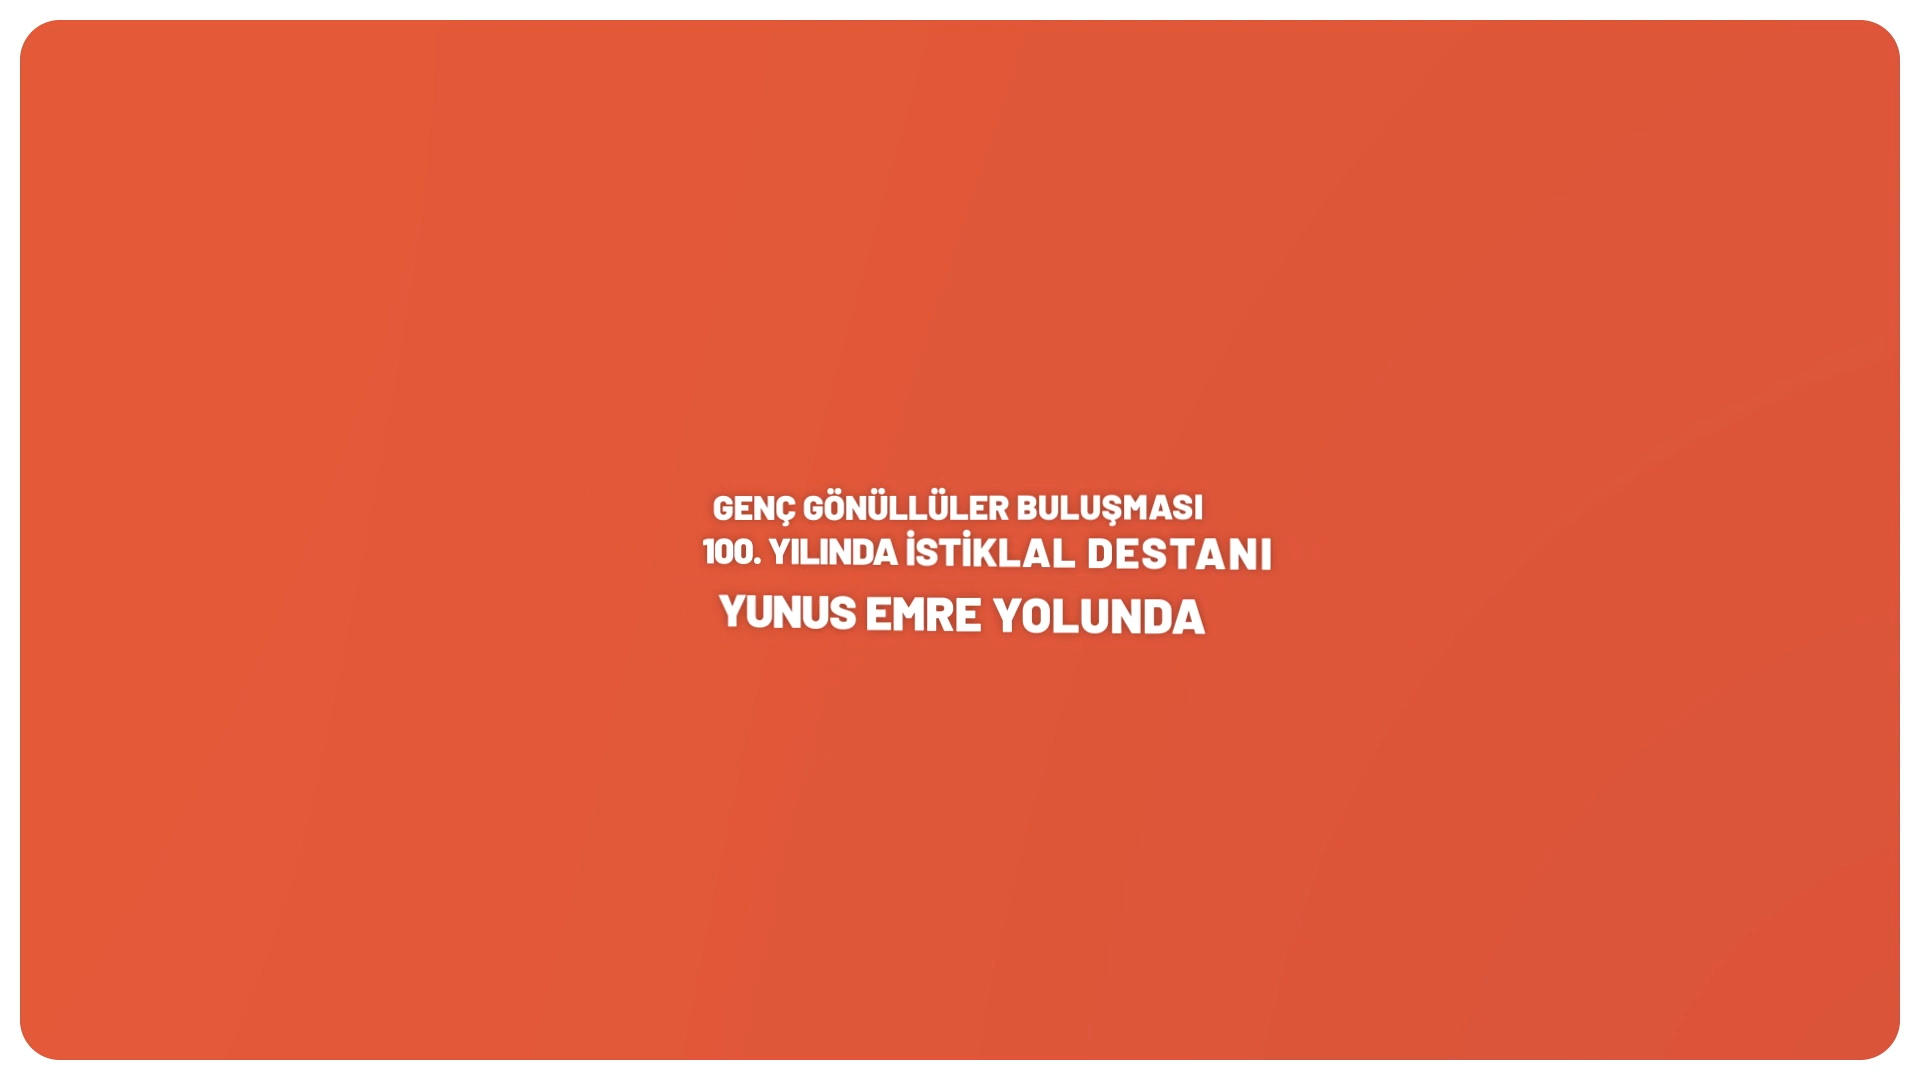 GENÇ GÖNÜLLÜLER BULUŞMASI
100. YILINDA İSTİKLAL DESTANI
YUNUS EMRE YOLUNDA